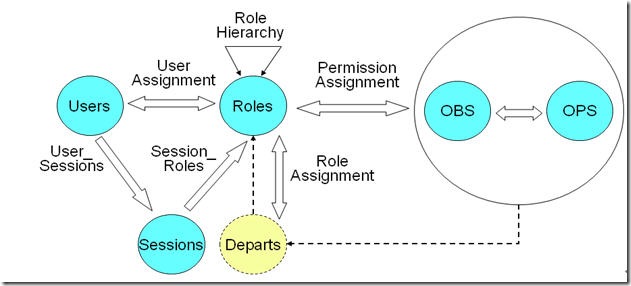 Role
Hierarchy
User
Assignment
Permission
Assignment
Users
Roles
OBS
OPS
User_
Sessions
Session_
Roles
Role
Assignment
Sessions
Departs